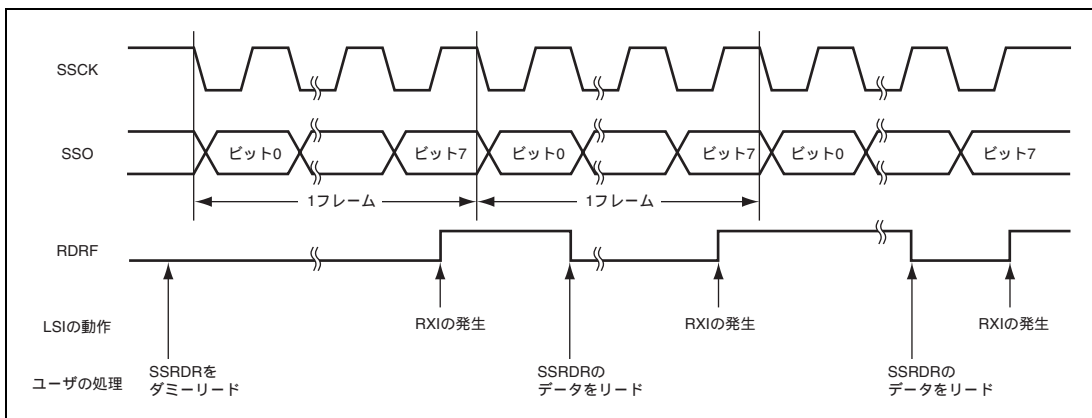 SSCK
SSO
ビット0
ビット7
ビット0
ビット7
ビット0
ビット7
1フレーム
1フレーム
RDRF
LSIの動作
RXIの発生
RXIの発生
RXIの発生
ユーザの処理
SSRDRを
ダミーリード
SSRDRの
データをリード
SSRDRの
データをリード